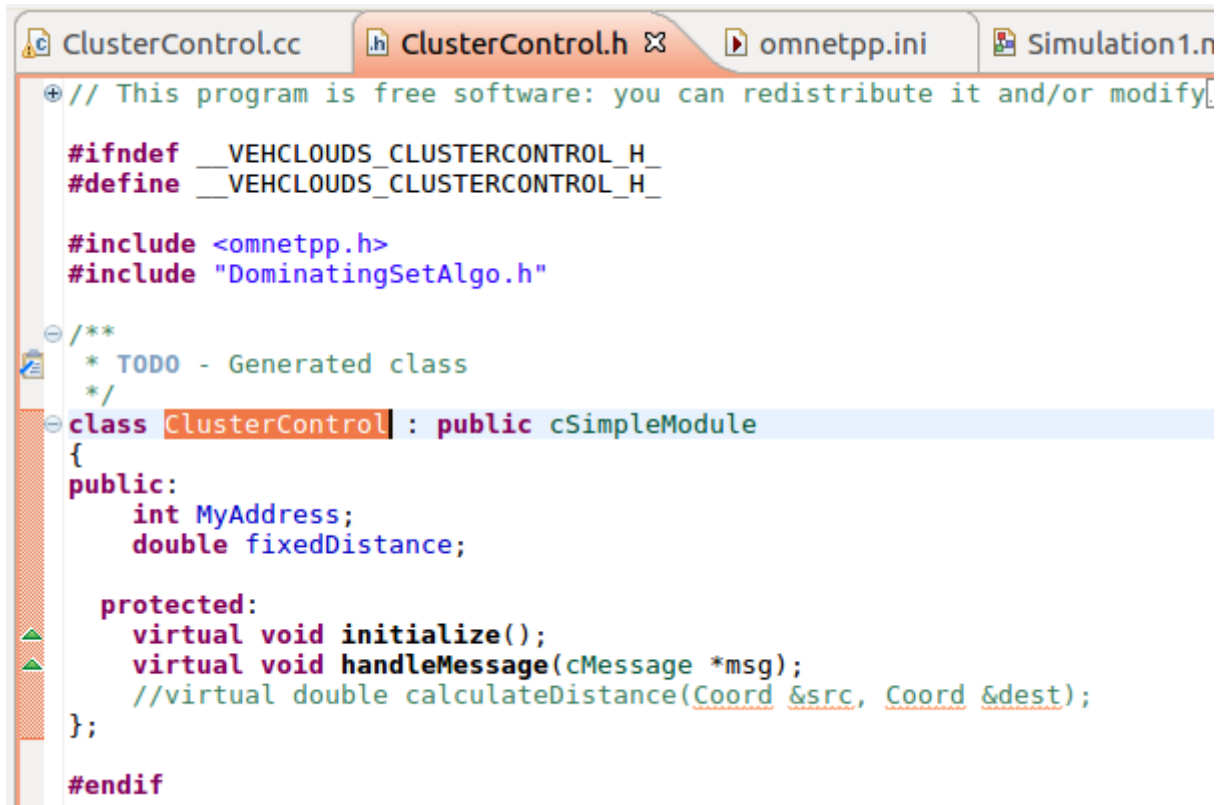 ClusterControl.cc ClusterControl.h omnetpp.ini Simulation1.n
// This program is free software: you can redistribute it and/or modify
#ifndef __VEHCLOUDS_CLUSTERCONTROL_H_
#define __VEHCLOUDS_CLUSTERCONTROL_H_
#include <omnetpp.h>
#include "DominatingSetAlgo.h"
/**
* TODO - Generated class
*/
class ClusterControl : public cSimpleModule
{
public:
int MyAddress;
double fixedDistance;
protected:
virtual void initialize();
virtual void handleMessage(cMessage *msg);
//virtual double calculateDistance(Coord &src, Coord &dest);
};
#endif